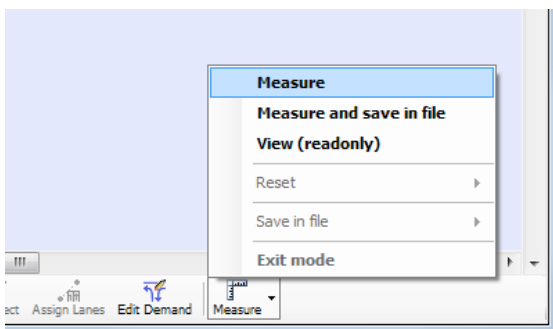 Measure
Measure and save in file
View (readonly)
Reset
Save in file
Exit mode
ect Assign Lanes Edit Demand Measure